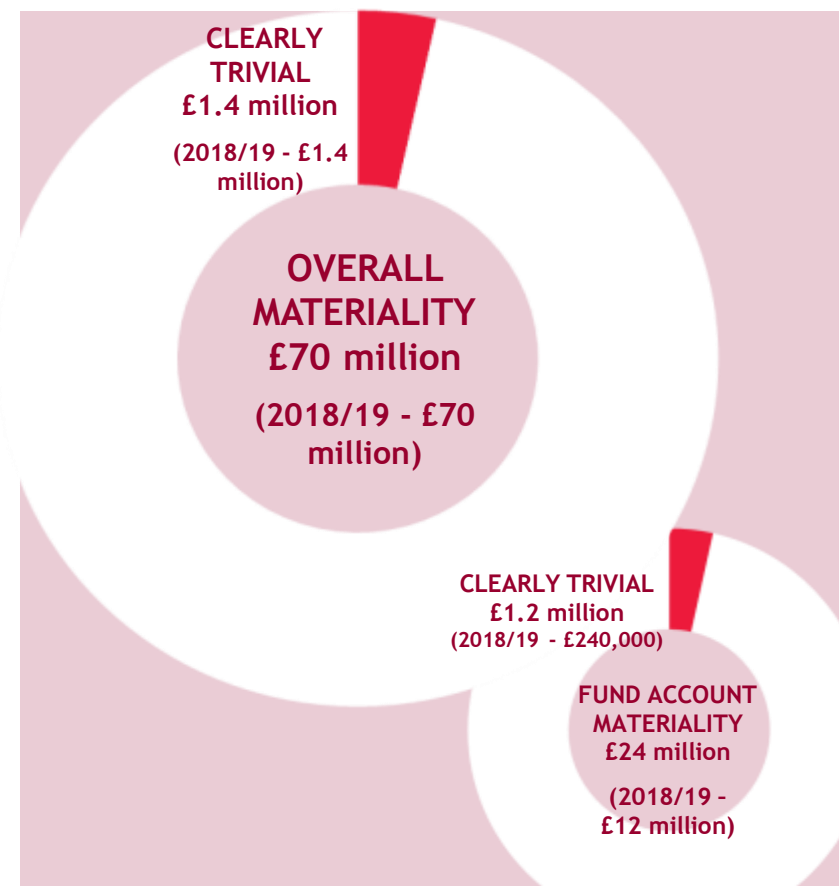 CLEARLY
TRIVIAL
£1.4 million
(2018/19 - £1.4
million)
OVERALL
MATERIALITY
£70 million
(2018/19 - £70
million)
CLEARLY TRIVIAL
£1.2 million
(2018/19 - £240,000)
FUND ACCOUNT
MATERIALITY
£24 million
(2018/19 –
£12 million)